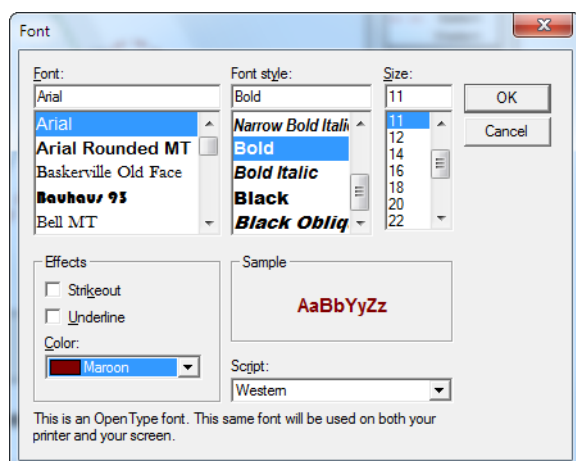 Font
Font:
Arial
Arial
Arial Rounded MT
Baskerville Old Face
Bauhaus 93
Bell MT
Font style:
Bold
Narrow Bold Itali
Bold
Bold Italic
Black
Black Obliq
Size:
11
11
12
14
16
18
20
22
OK
Cancel
Effects
Strikeout
Underline
Color:
Maroon
Sample
AaBbYyZz
Script:
Western
This is an OpenType font. This same font will be used on both your
printer and your screen.